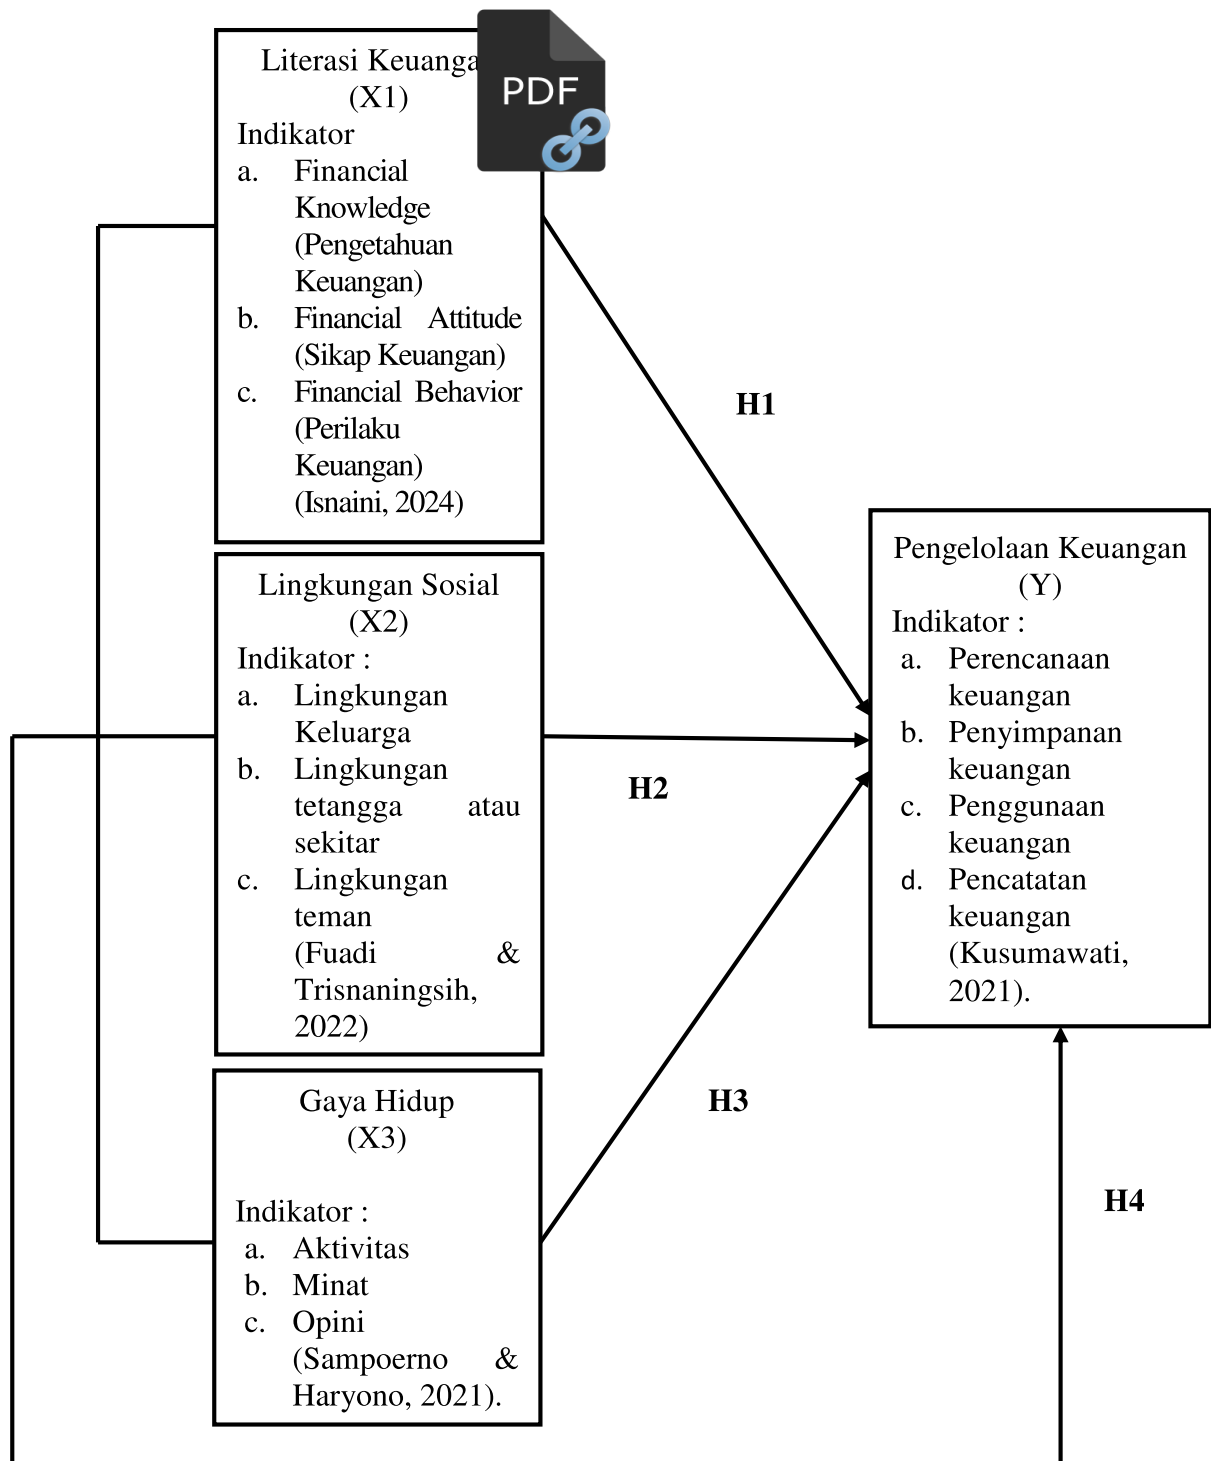 Literasi Keuanga
PDF
(X1)
Indikator
a. Financial
Knowledge
(Pengetahuan
Keuangan)
b. Financial Attitude
(Sikap Keuangan)
c. Financial Behavior
(Perilaku
Keuangan)
(Isnaini, 2024)
H1
Lingkungan Sosial
(X2)
Indikator :
a. Lingkungan
Keluarga
b. Lingkungan
tetangga atau
sekitar
c. Lingkungan
teman
(Fuadi &
Trisnaningsih,
2022)
H2
Pengelolaan Keuangan
(Y)
Indikator :
a. Perencanaan
keuangan
b. Penyimpanan
keuangan
c. Penggunaan
keuangan
d. Pencatatan
keuangan
(Kusumawati,
2021).
Gaya Hidup
(X3)
Indikator :
a. Aktivitas
b. Minat
c. Opini
(Sampoerno &
Haryono, 2021).
H3
H4